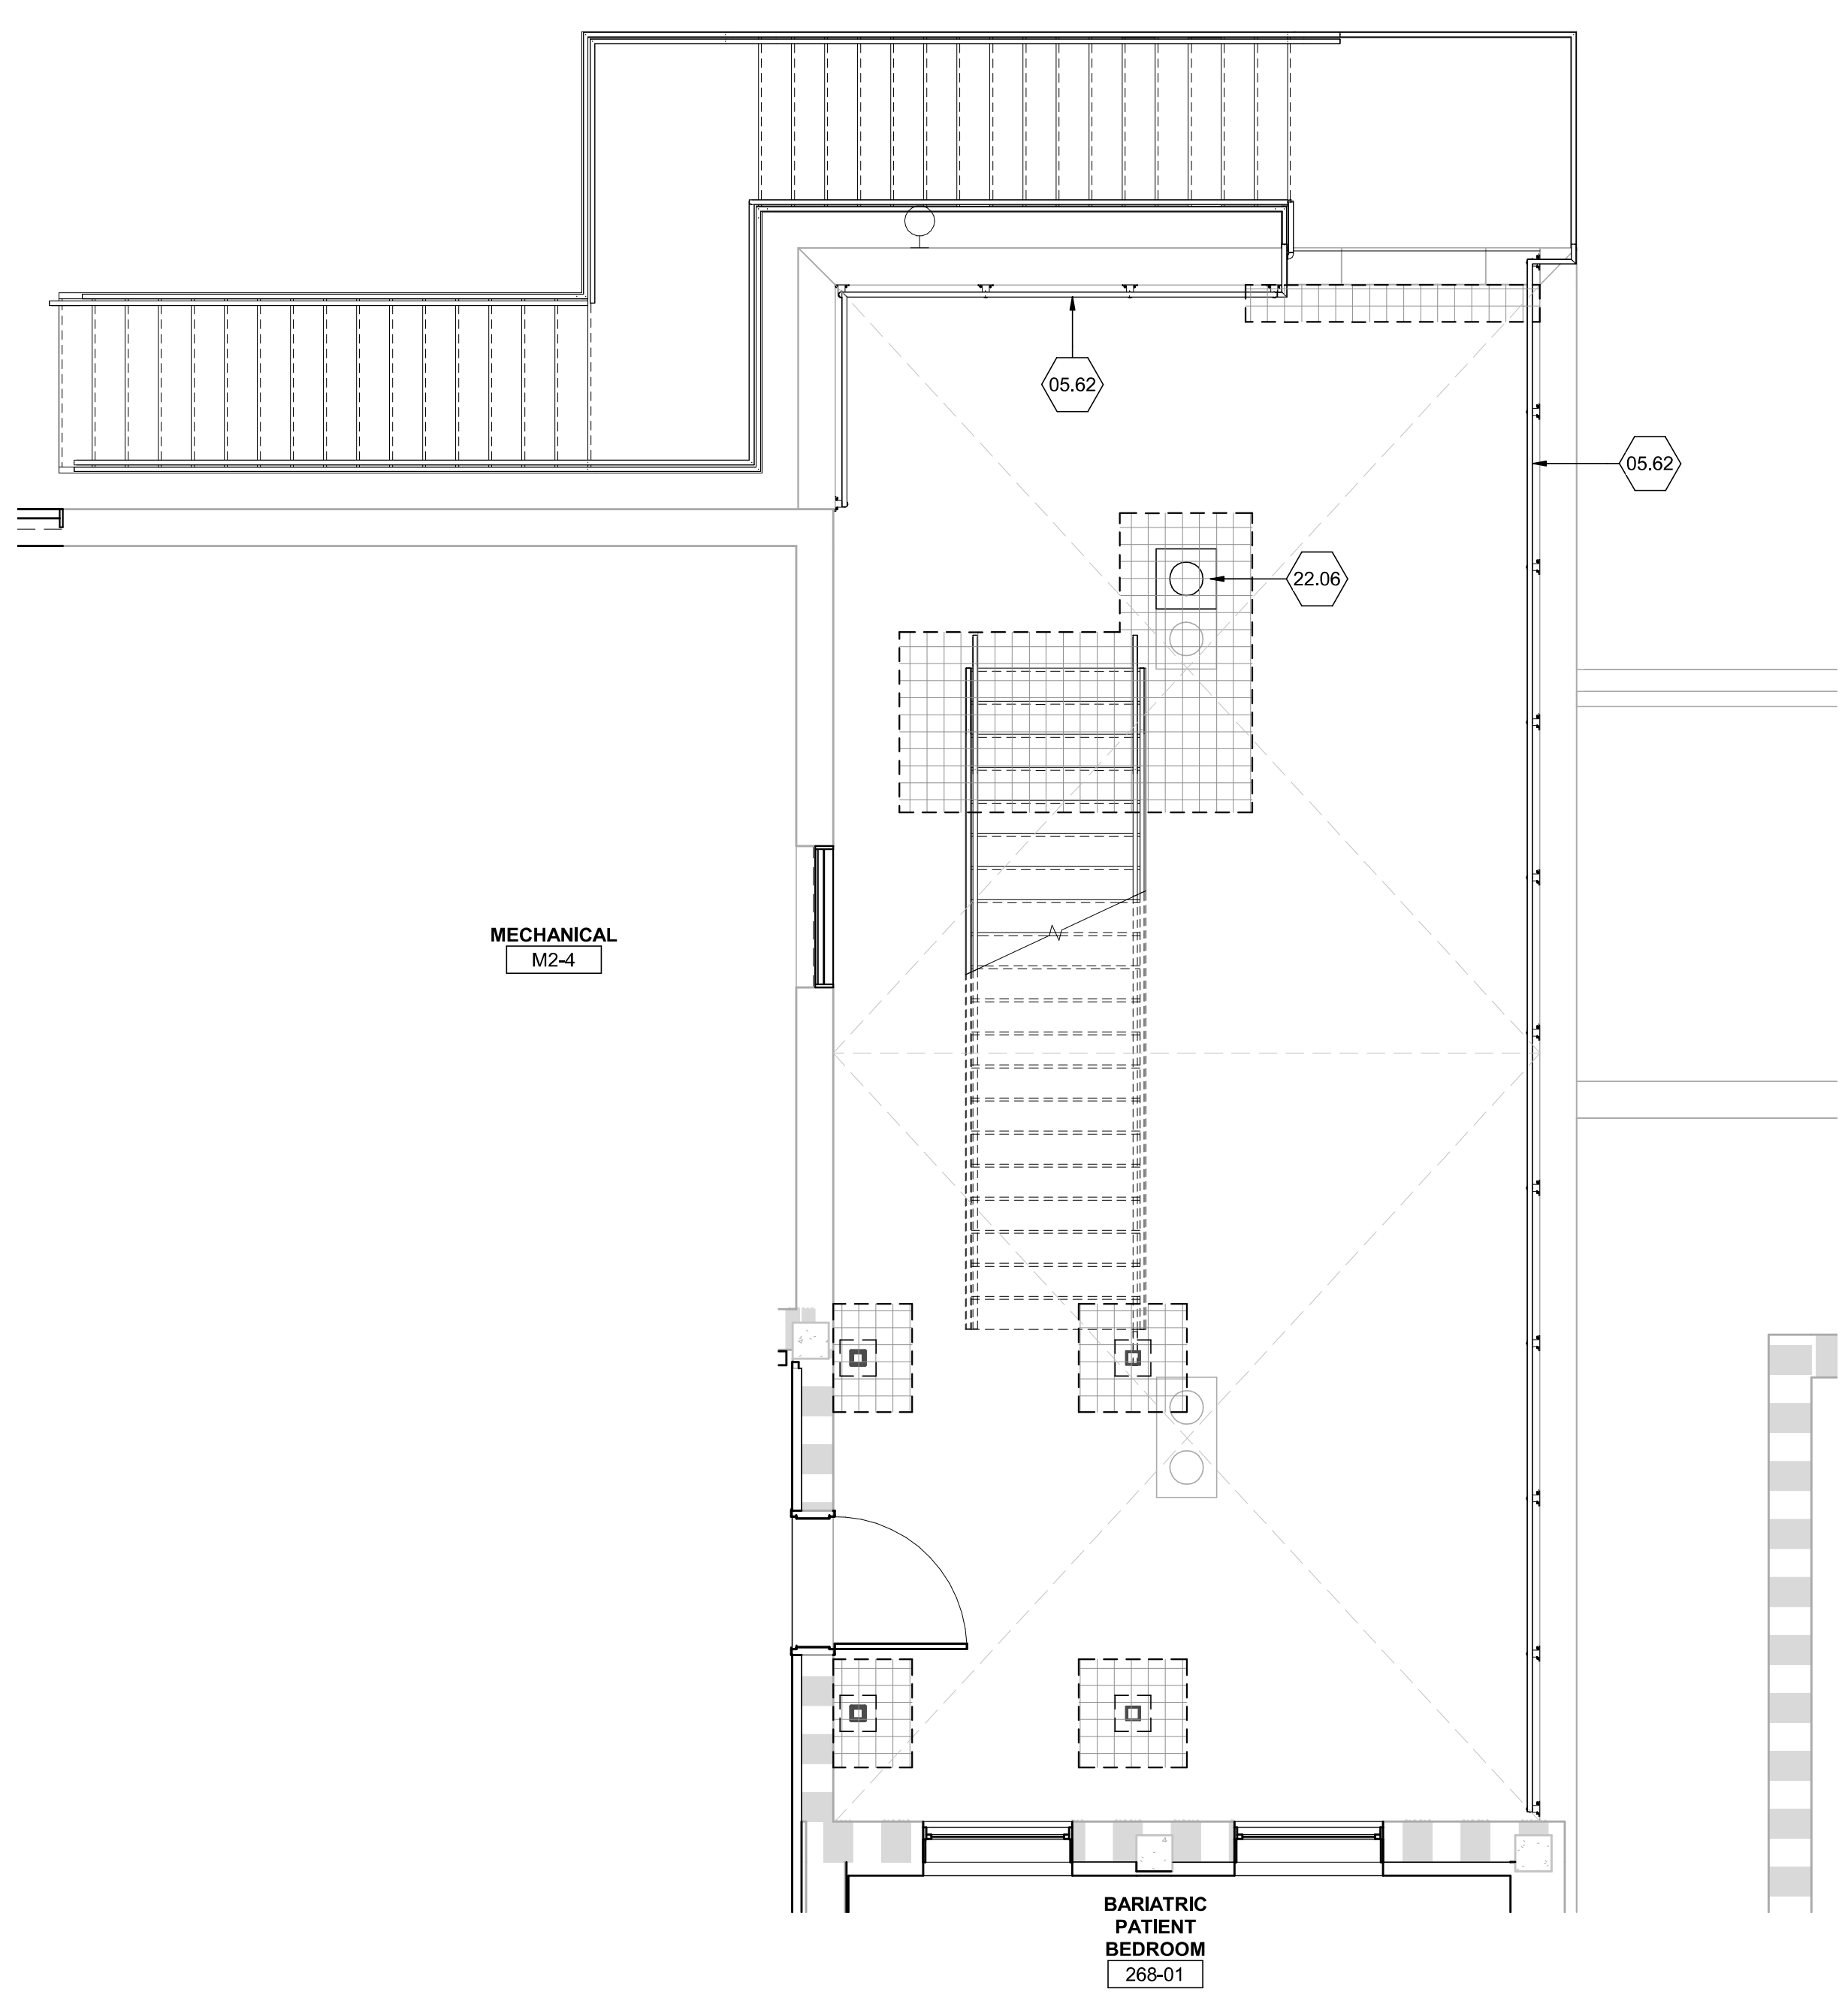 05.62
05.62
22.06
MECHANICAL
M2-4
BARIATRIC
PATIENT
BEDROOM
268-01